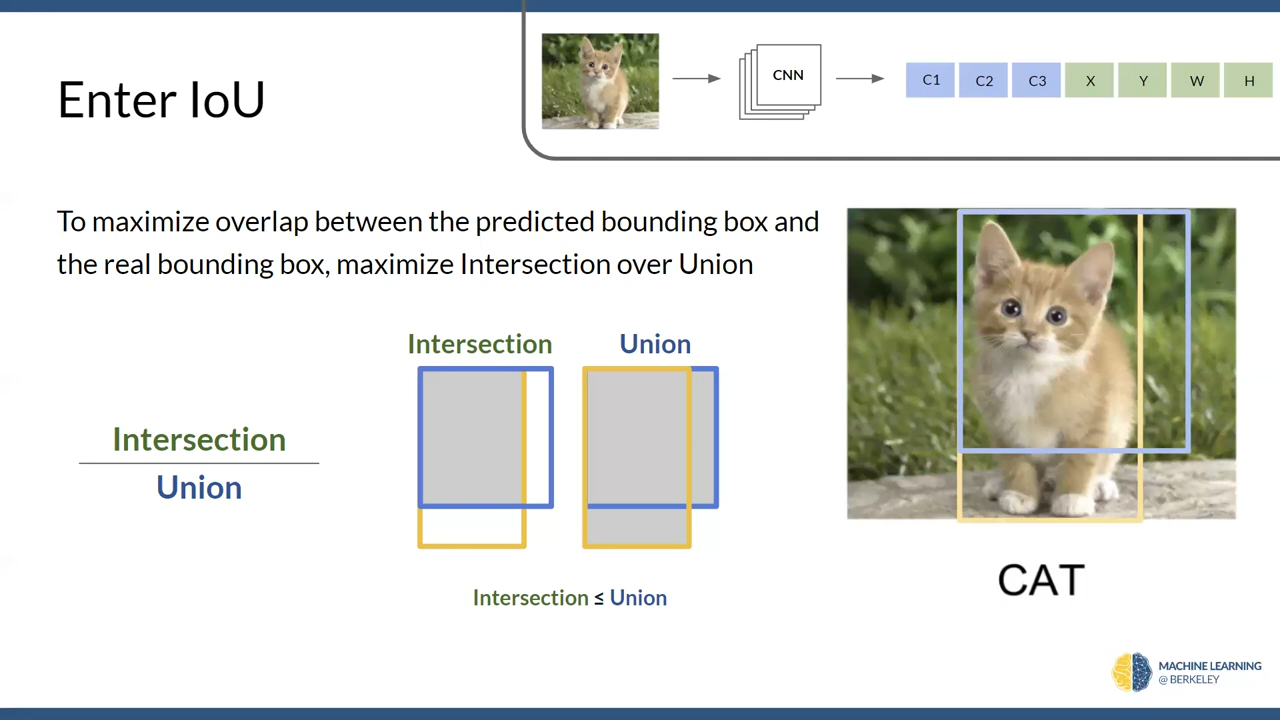 Enter IoU
CNN
C1 C2 C3 X Y W H
To maximize overlap between the predicted bounding box and
the real bounding box, maximize Intersection over Union
Intersection
Union
Intersection Union
Intersection ≤ Union
CAT
MACHINE LEARNING
@ BERKELEY